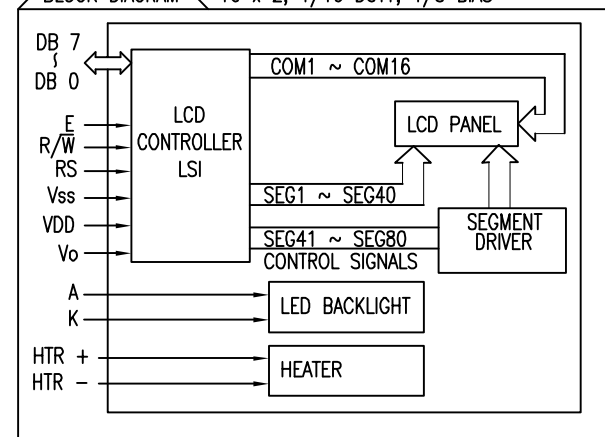 BLOCK DIAGRAM 16 x 2, 1/16 DUTY, 1/5 BIAS
DB 7
~
DB 0
E
R/W̅
RS
Vss
VDD
Vo
A
K
HTR +
HTR −
LCD
CONTROLLER
LSI
COM1 ~ COM16
LCD PANEL
SEG1 ~ SEG40
SEG41 ~ SEG80
CONTROL SIGNALS
SEGMENT
DRIVER
LED BACKLIGHT
HEATER